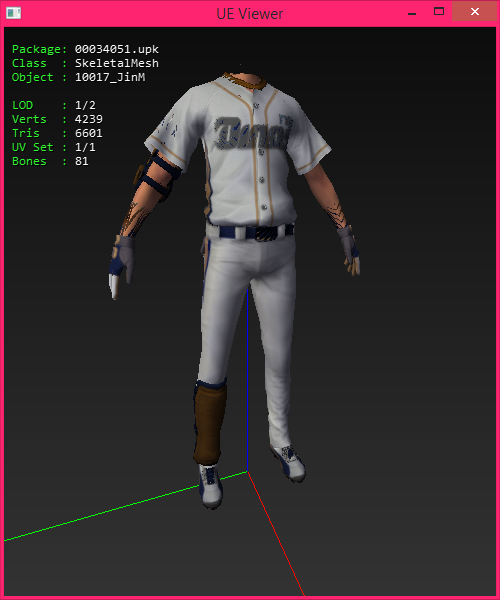 UE Viewer
Package: 00034051.upk
Class : SkeletalMesh
Object : 10017_JinM
LOD : 1/2
Verts : 4239
Tris : 6601
UV Set : 1/1
Bones : 81